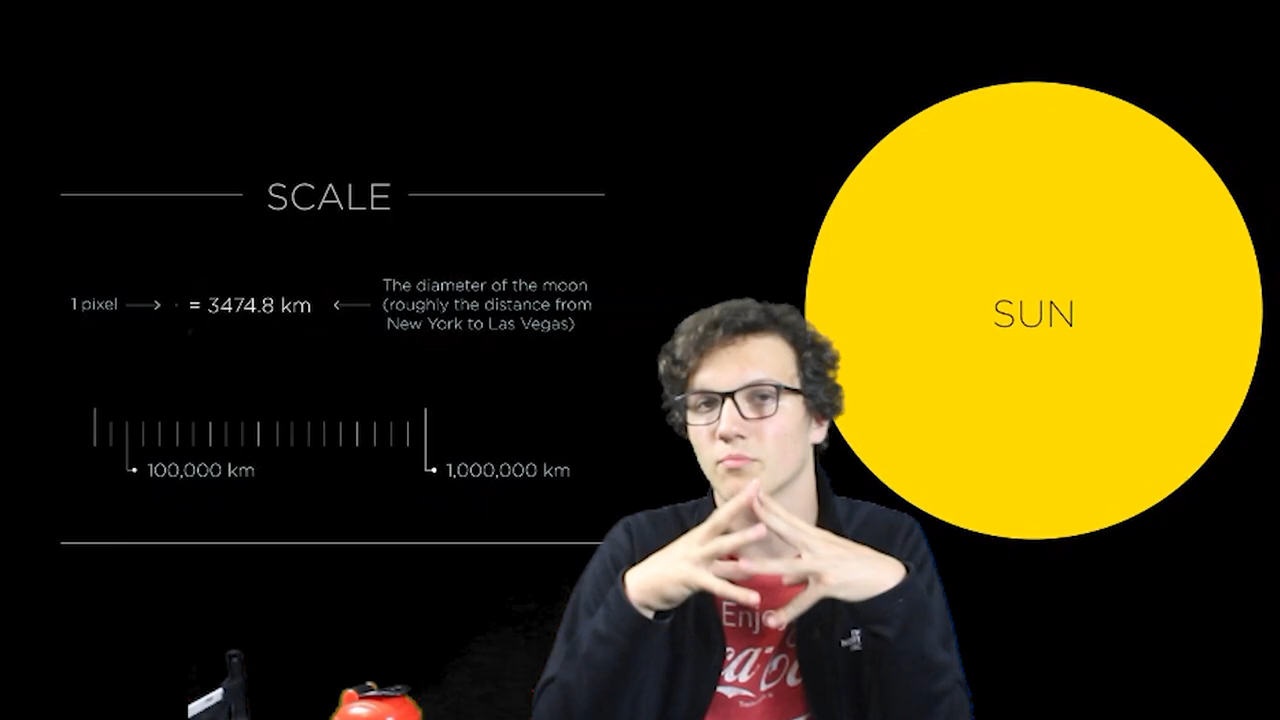 SCALE
1 pixel
= 3474.8 km
The diameter of the moon
(roughly the distance from
New York to Las Vegas)
100,000 km
1,000,000 km
SUN
Enjoy